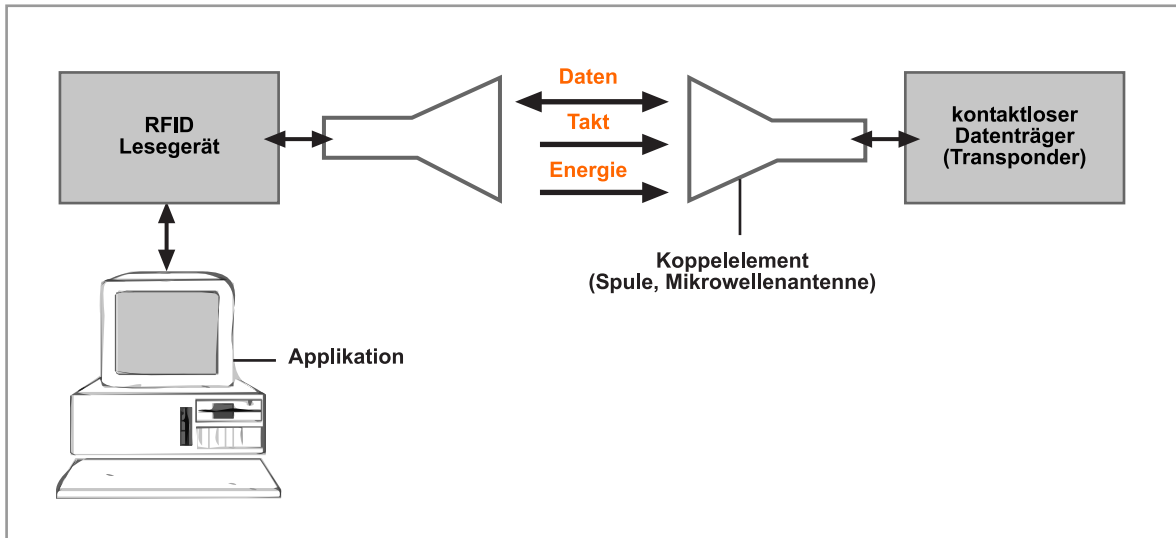 RFID
Lesegerät
Daten
Takt
Energie
kontaktloser
Datenträger
(Transponder)
Koppelelement
(Spule, Mikrowellenantenne)
Applikation